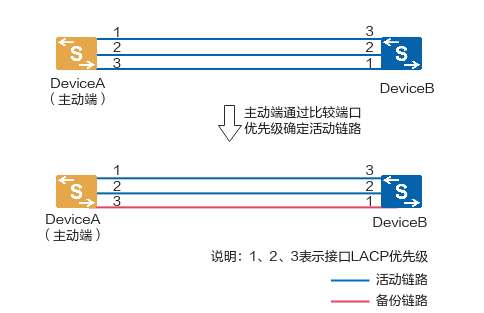 1 3
S 2 2 S
3 1
DeviceA
（主动端）
DeviceB
主动端通过比较端口
优先级确定活动链路
1 3
S 2 2 S
3 1
DeviceA
（主动端）
DeviceB
说明：1、2、3表示接口LACP优先级
活动链路
备份链路